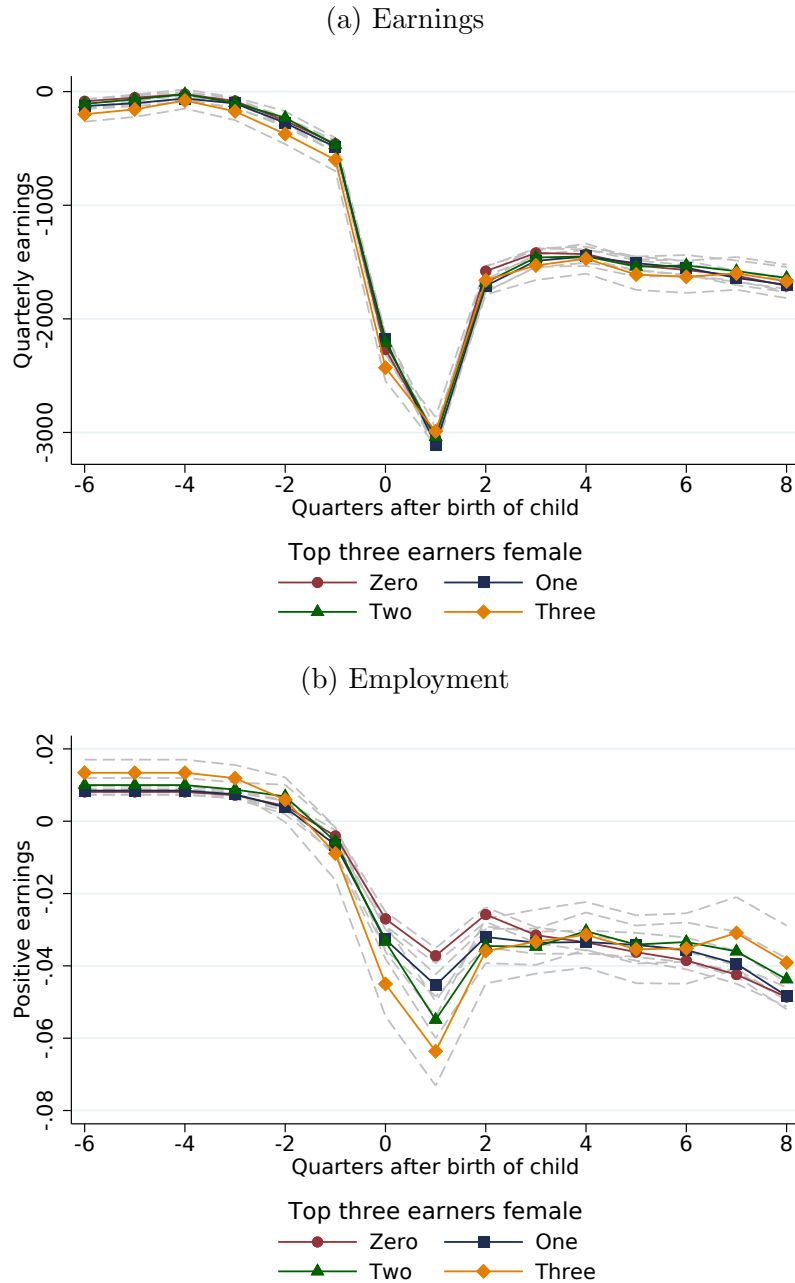 (a) Earnings
0
-1000
-2000
-3000
Quarterly earnings
-6 -4 -2 0 2 4 6 8
Quarters after birth of child
Top three earners female
Zero One
Two Three
(b) Employment
.02
0
-.02
-.04
-.06
-.08
Positive earnings
-6 -4 -2 0 2 4 6 8
Quarters after birth of child
Top three earners female
Zero One
Two Three